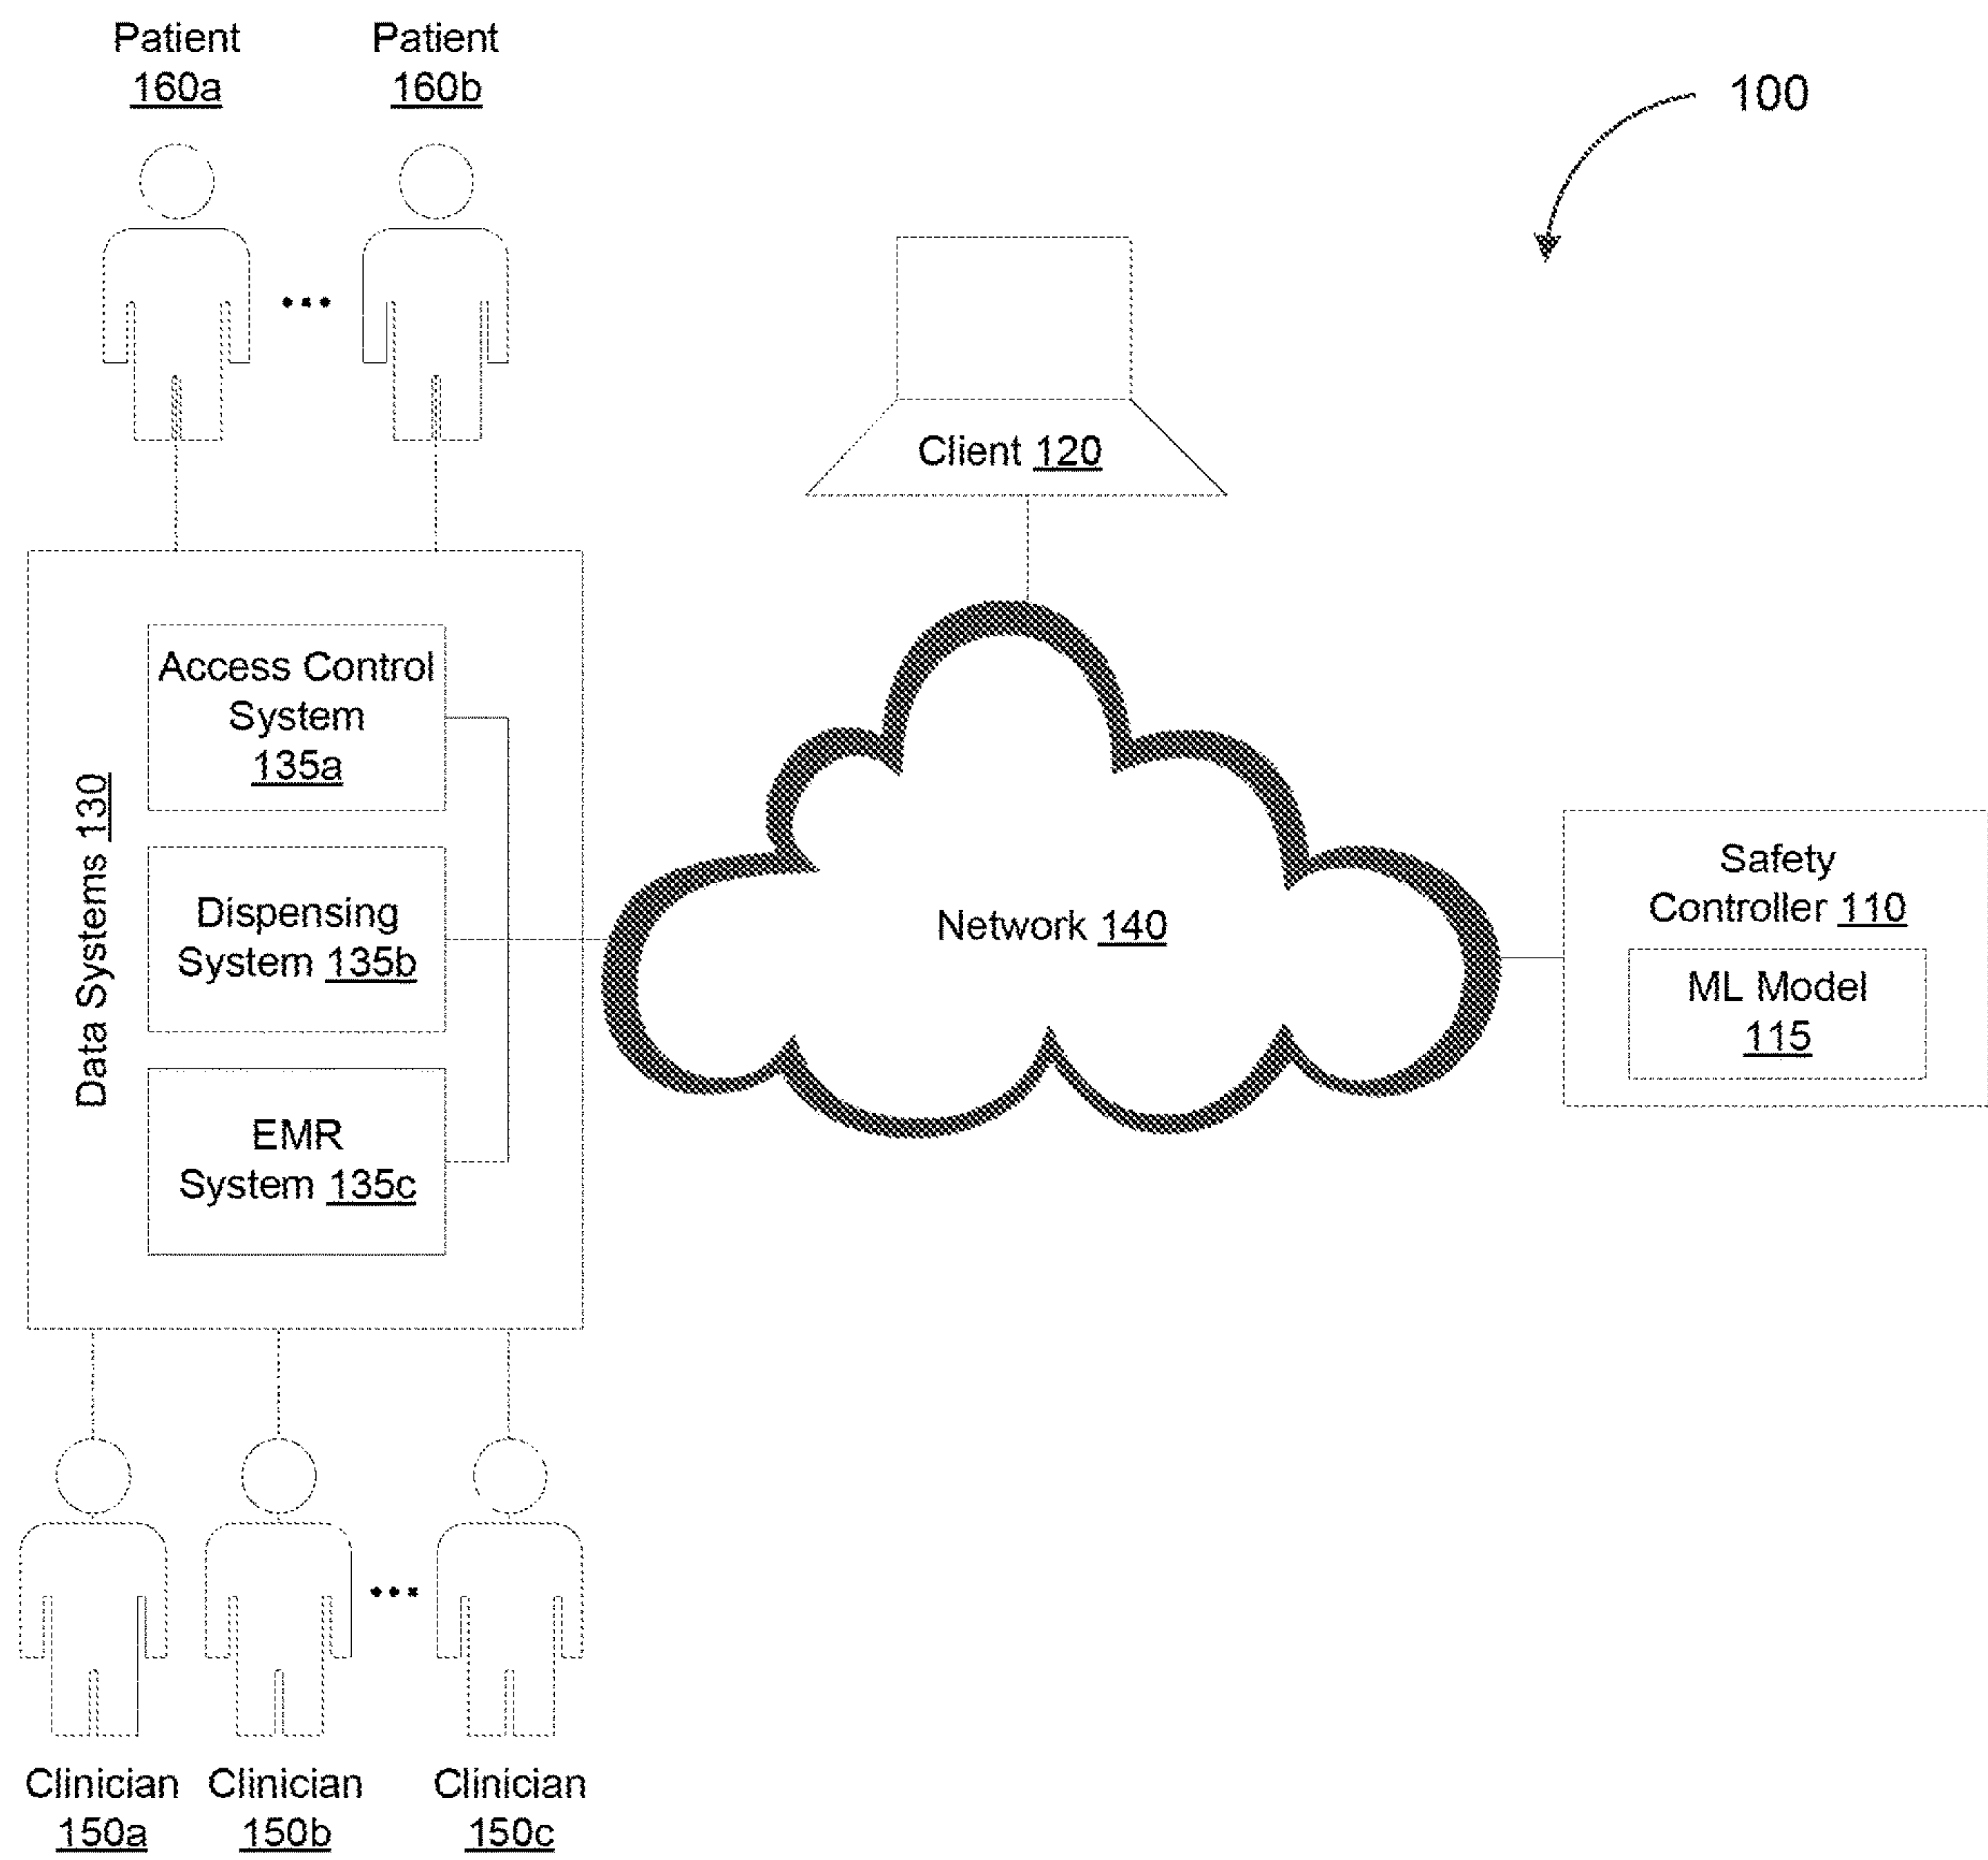 Patient
160a
Patient
160b
100
Client 120
Data Systems 130
Access Control
System
135a
Dispensing
System 135b
EMR
System 135c
Network 140
Safety
Controller 110
ML Model
115
Clinician
150a
Clinician
150b
Clinician
150c